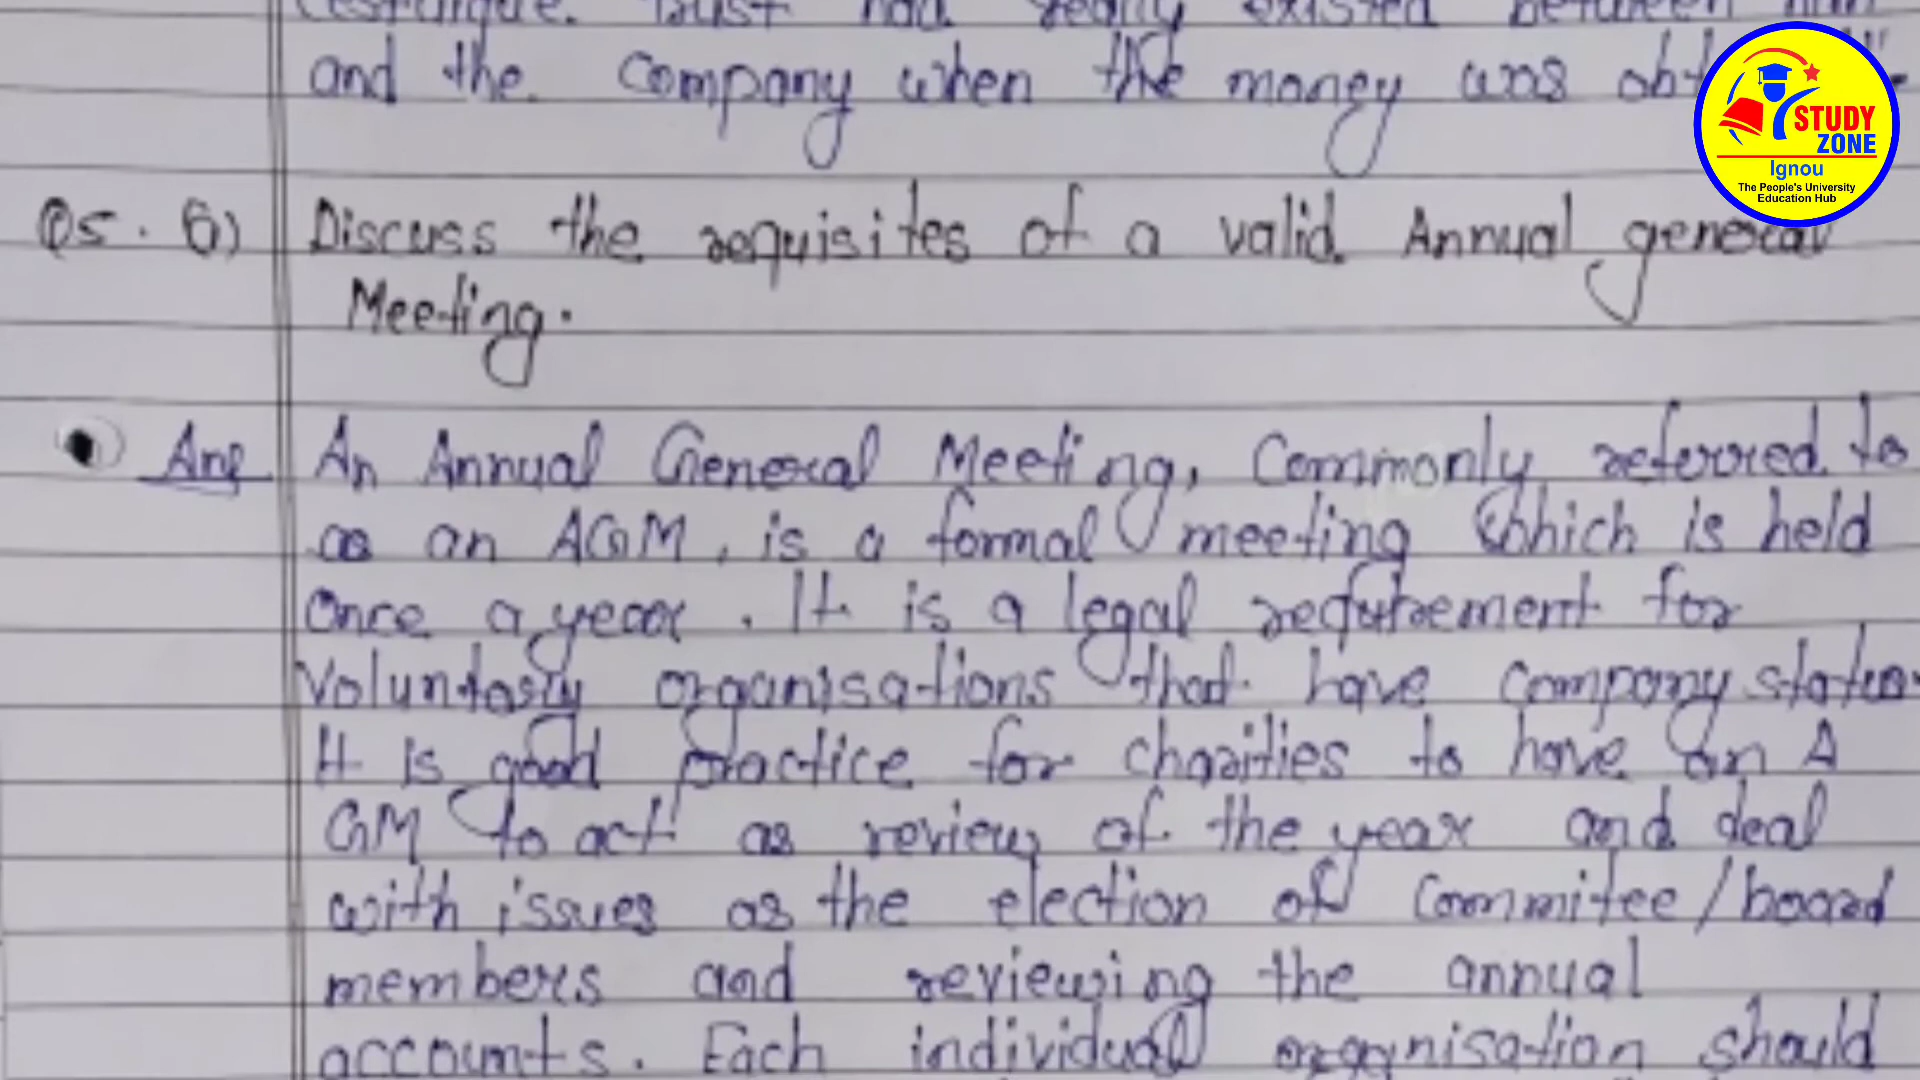 and the company when the money was
Q5. B) Discuss the requisites of a valid Annual general
Meeting.
Ans An Annual General Meeting, Commonly referred to
as an AGM, is a formal meeting which is held
once a year. It is a legal requirement for
voluntary organisations that have company status
It is good practice for charities to have an A
GM to act as review of the year and deal
with issues as the election of Commitee/board
members and reviewing the annual
accounts. Each individual organisation should
STUDY
ZONE
Ignou
The People's University
Education Hub